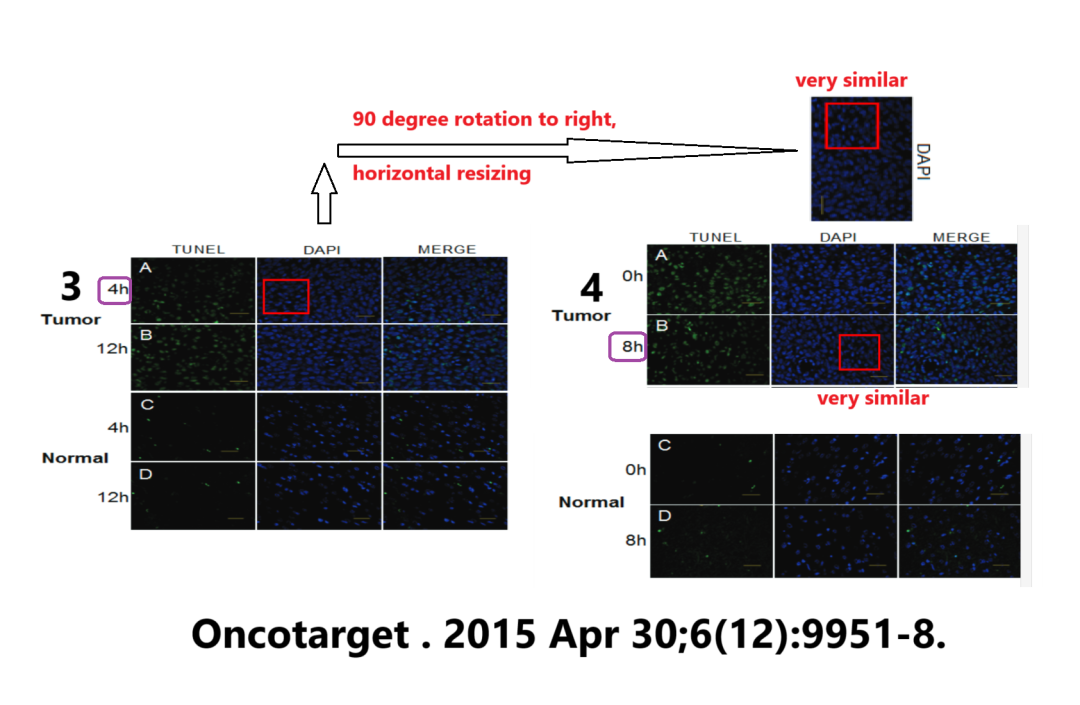 very similar
90 degree rotation to right,
horizontal resizing
DAPI
TUNEL DAPI MERGE
3
A
4h
Tumor
B
12h
C
4h
Normal
D
12h
TUNEL DAPI MERGE
A
0h
4
Tumor
B
8h
very similar
C
0h
Normal
D
8h
Oncotarget . 2015 Apr 30;6(12):9951-8.